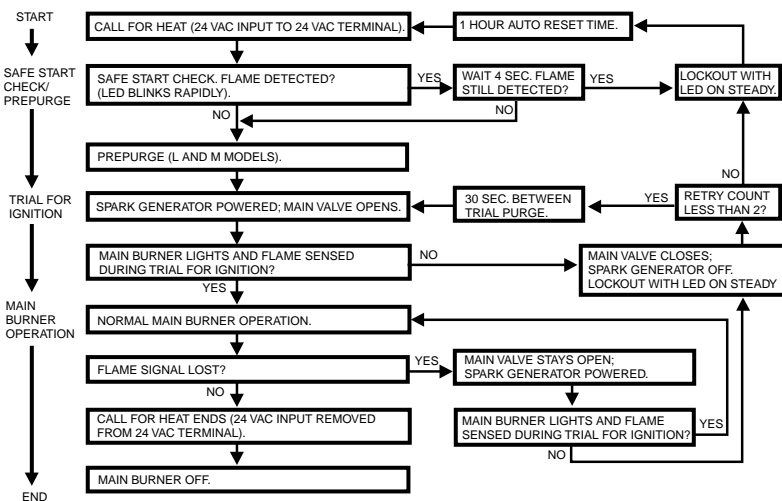 START
SAFE START
CHECK/
PREPURGE
TRIAL FOR
IGNITION
MAIN
BURNER
OPERATION
END
CALL FOR HEAT (24 VAC INPUT TO 24 VAC TERMINAL).
1 HOUR AUTO RESET TIME.
SAFE START CHECK. FLAME DETECTED?
(LED BLINKS RAPIDLY).
YES
WAIT 4 SEC. FLAME
STILL DETECTED?
YES
LOCKOUT WITH
LED ON STEADY.
NO
NO
PREPURGE (L AND M MODELS).
NO
SPARK GENERATOR POWERED; MAIN VALVE OPENS.
30 SEC. BETWEEN
TRIAL PURGE.
YES
RETRY COUNT
LESS THAN 2?
MAIN BURNER LIGHTS AND FLAME SENSED
DURING TRIAL FOR IGNITION?
NO
MAIN VALVE CLOSES;
SPARK GENERATOR OFF.
LOCKOUT WITH LED ON STEADY
YES
NORMAL MAIN BURNER OPERATION.
FLAME SIGNAL LOST?
YES
MAIN VALVE STAYS OPEN;
SPARK GENERATOR POWERED.
NO
CALL FOR HEAT ENDS (24 VAC INPUT REMOVED
FROM 24 VAC TERMINAL).
MAIN BURNER LIGHTS AND FLAME
SENSED DURING TRIAL FOR IGNITION?
YES
NO
MAIN BURNER OFF.